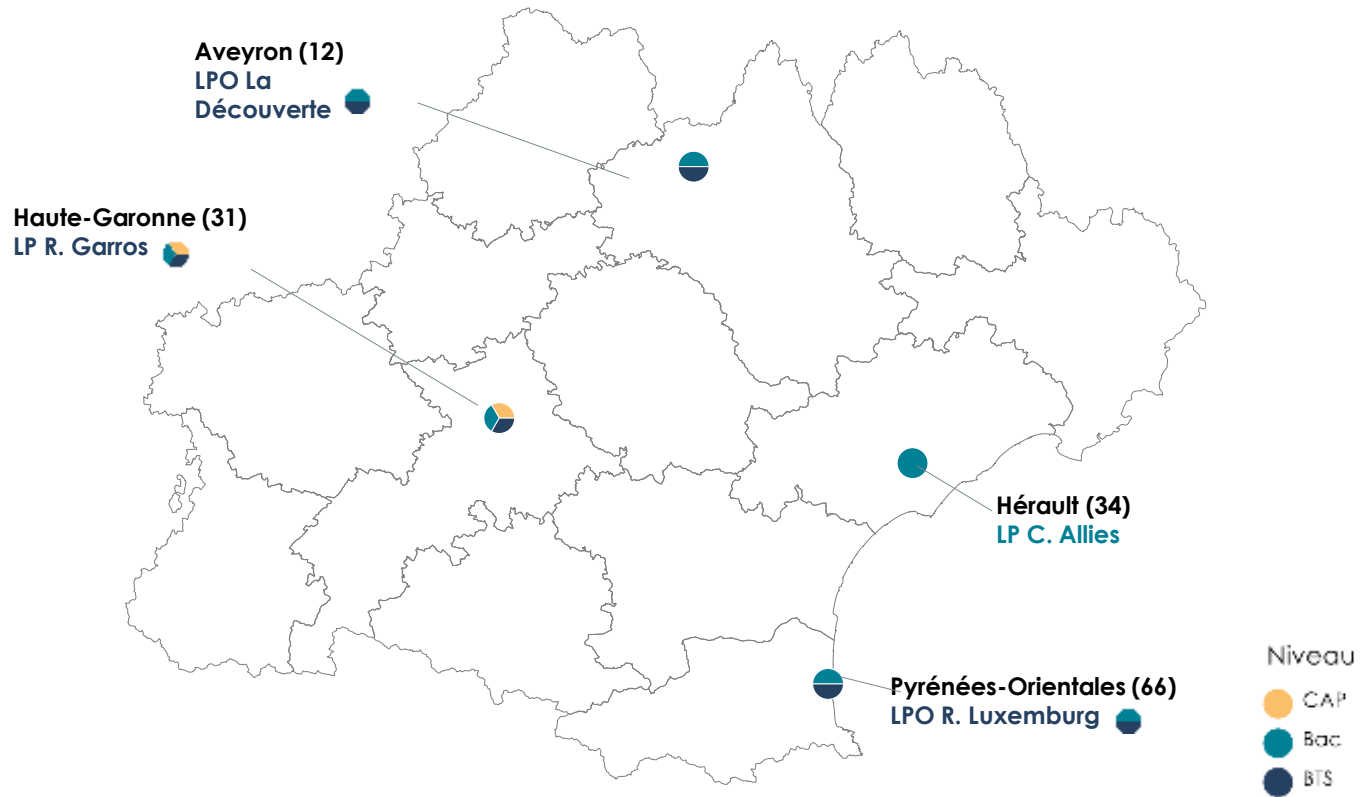 Aveyron (12)
LPO La
Découverte
Haute-Garonne (31)
LP R. Garros
Hérault (34)
LP C. Allies
Pyrénées-Orientales (66)
LPO R. Luxemburg
Niveau
CAP
Bac
BTS